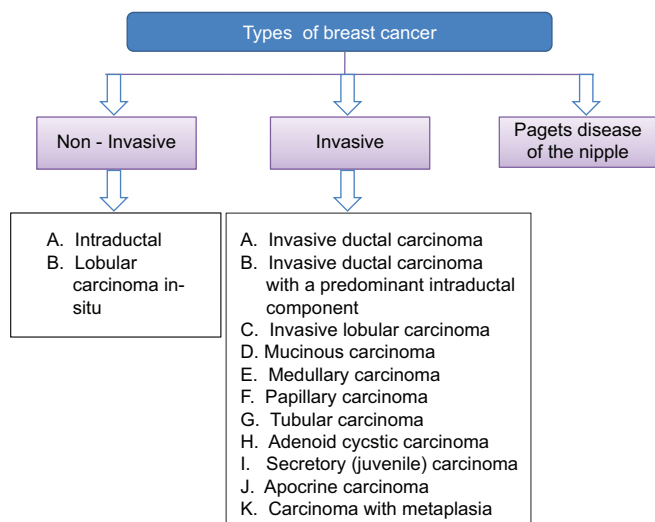 Types of breast cancer
Non - Invasive
Invasive
Pagets disease
of the nipple
A. Intraductal
B. Lobular
carcinoma in-
situ
A. Invasive ductal carcinoma
B. Invasive ductal carcinoma
with a predominant intraductal
component
C. Invasive lobular carcinoma
D. Mucinous carcinoma
E. Medullary carcinoma
F. Papillary carcinoma
G. Tubular carcinoma
H. Adenoid cycstic carcinoma
I. Secretory (juvenile) carcinoma
J. Apocrine carcinoma
K. Carcinoma with metaplasia